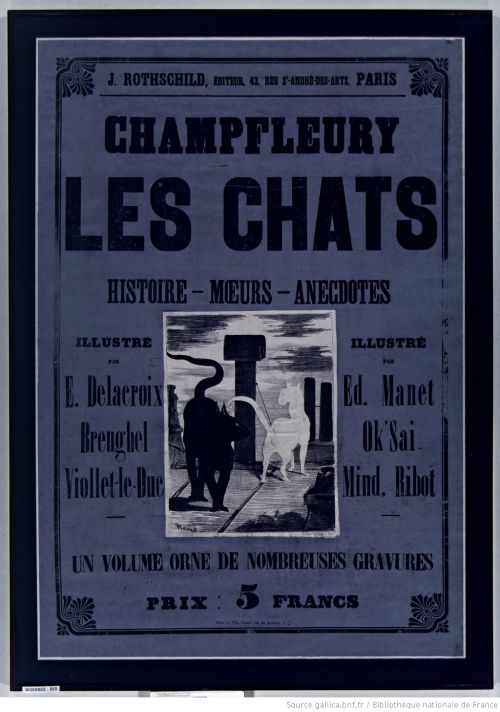 J. ROTHSCHILD, ÉDITEUR, 43, RUE St-ANDRÉ-DES-ARTS, PARIS
CHAMPFLEURY
LES CHATS
HISTOIRE – MŒURS – ANECDOTES
ILLUSTRÉ
PAR
E. Delacroix
Breughel
Viollet-le-Duc
Manet
ILLUSTRÉ
PAR
Ed. Manet
Ok'Sai
Mind, Ribot
UN VOLUME ORNÉ DE NOMBREUSES GRAVURES
PRIX : 5 FRANCS
Source gallica.bnf.fr / Bibliothèque nationale de France